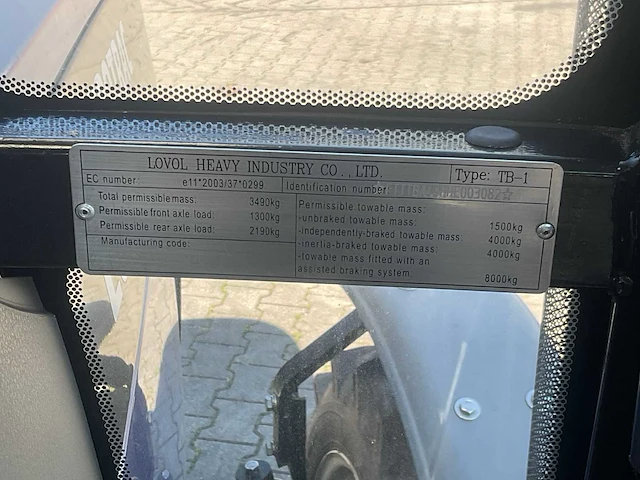 LOVOL HEAVY INDUSTRY CO., LTD. Type: TB-1
EC number: e11*2003/37*0299 Identification number
Total permissible mass: 3490kg
Permissible front axle load: 1300kg
Permissible rear axle load: 2190kg
Manufacturing code:
Permissible towable mass:
-unbraked towable mass: 1500kg
-independently-braked towable mass: 4000kg
-inertia-braked towable mass: 4000kg
-towable mass fitted with an
assisted braking system: 8000kg